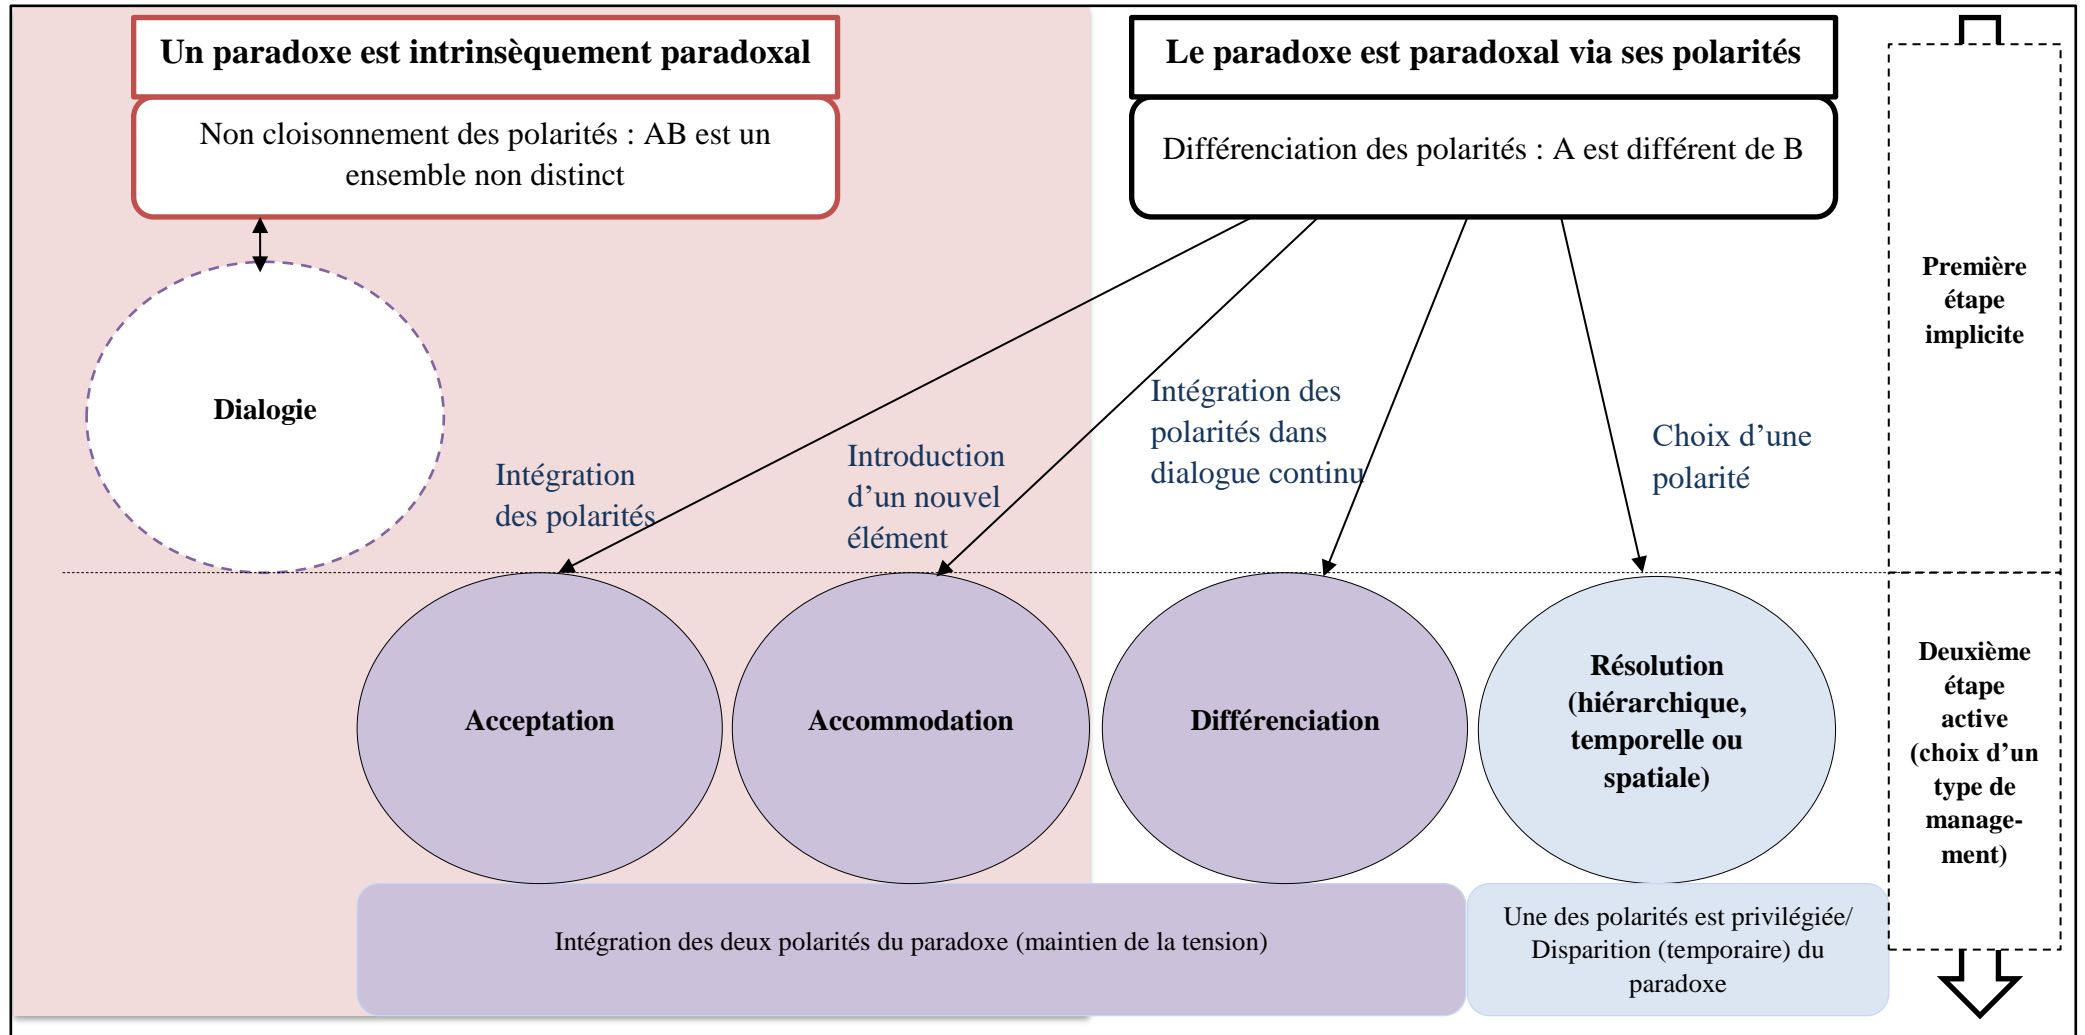 Un paradoxe est intrinsèquement paradoxal
Non cloisonnement des polarités : AB est un
ensemble non distinct
Le paradoxe est paradoxal via ses polarités
Différenciation des polarités : A est différent de B
Première
étape
implicite
Dialogie
Intégration
des polarités
Introduction
d’un nouvel
élément
Intégration des
polarités dans
dialogue continu
Choix d’une
polarité
Acceptation
Accommodation
Différenciation
Résolution
(hiérarchique,
temporelle ou
spatiale)
Deuxième
étape
active
(choix d’un
type de
manage-
ment)
Intégration des deux polarités du paradoxe (maintien de la tension)
Une des polarités est privilégiée/
Disparition (temporaire) du
paradoxe